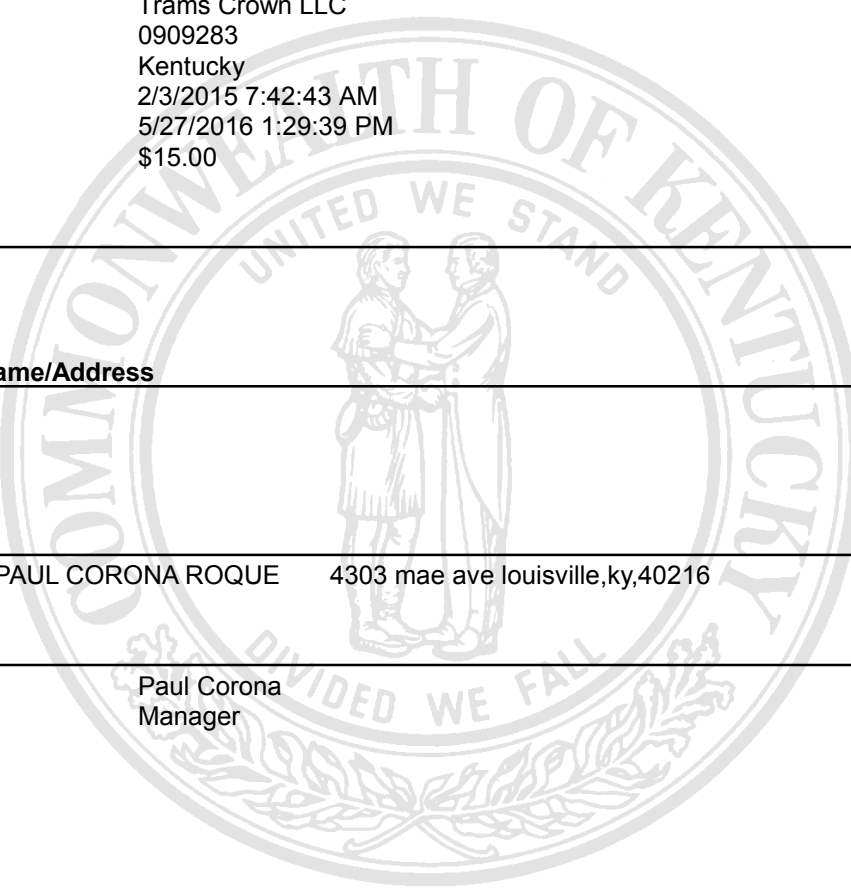 Trams Crown LLC
0909283
Kentucky
2/3/2015 7:42:43 AM
5/27/2016 1:29:39 PM
$15.00
COMMONWEALTH OF KENTUCKY
UNITED WE STAND
ame/Address
PAUL CORONA ROQUE 4303 mae ave louisville,ky,40216
DIVIDED WE FALL
Paul Corona
Manager